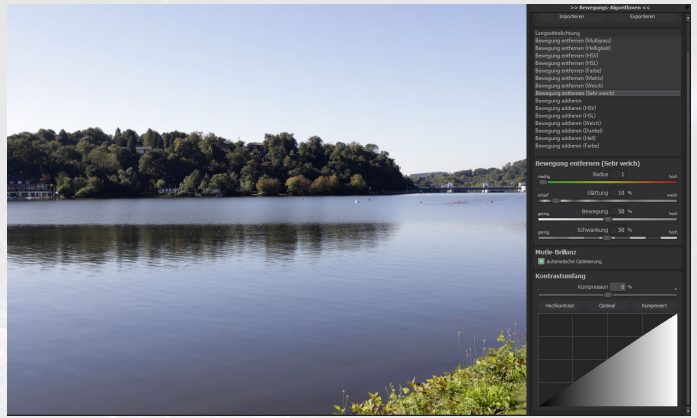 >> Bewegungs-Algorithmen <<
Importieren Exportieren
Langzeitbelichtung
Bewegung entfernen (Multipass)
Bewegung entfernen (Helligkeit)
Bewegung entfernen (HSV)
Bewegung entfernen (HSL)
Bewegung entfernen (Farbe)
Bewegung entfernen (Matrix)
Bewegung entfernen (Weich)
Bewegung entfernen (Sehr weich)
Bewegung addieren
Bewegung addieren (HSV)
Bewegung addieren (HSL)
Bewegung addieren (Weich)
Bewegung addieren (Dunkel)
Bewegung addieren (Hell)
Bewegung addieren (Farbe)
Bewegung entfernen (Sehr weich)
niedrig Radius 1 hoch
scharf Glättung 10 % weich
gering Bewegung 50 % hoch
gering Schwankung 50 % hoch
Motiv-Brillanz
automatische Optimierung
Kontrastumfang
- Kompression 0 % +
Hochkontrast Optimal Komprimiert